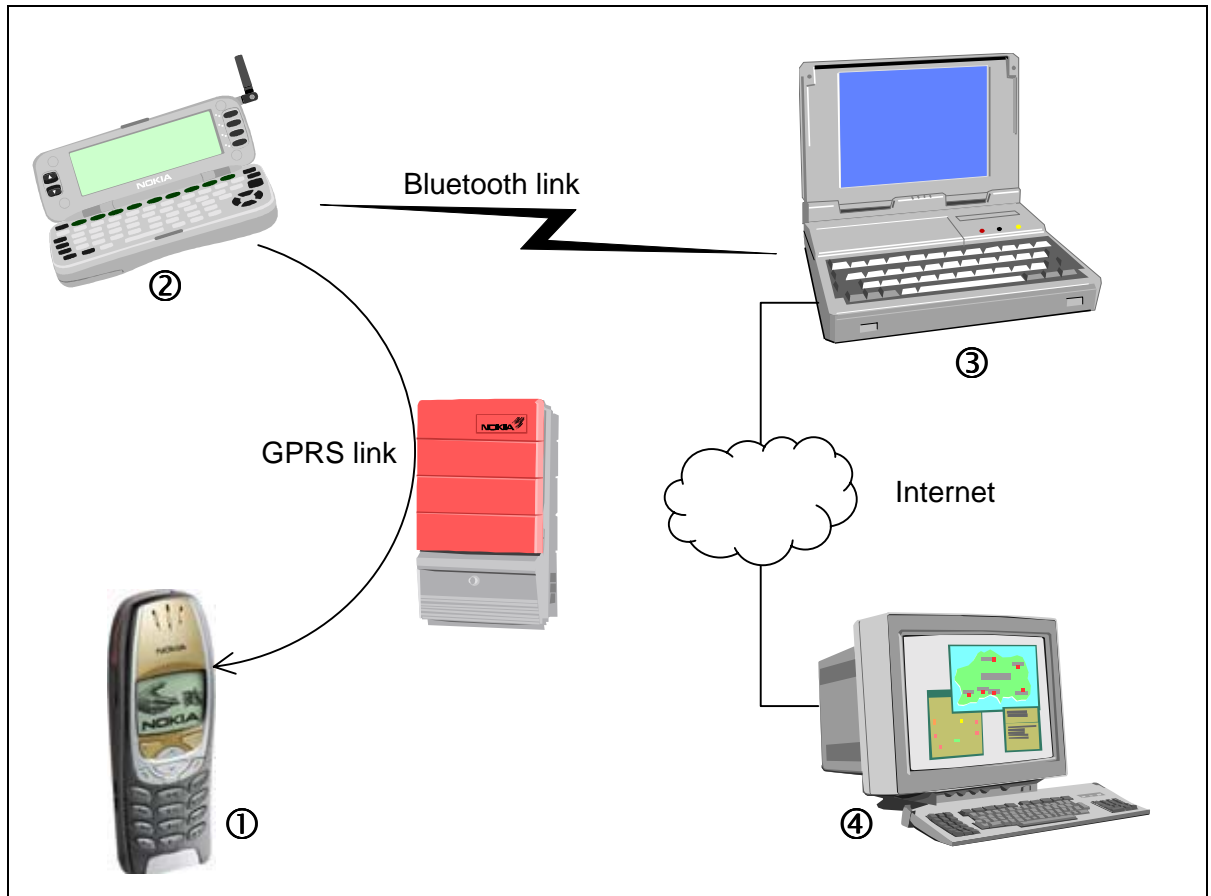 NOKIA
Bluetooth link
②
③
NOKIA
GPRS link
Internet
NOKIA
NOKIA
①
④